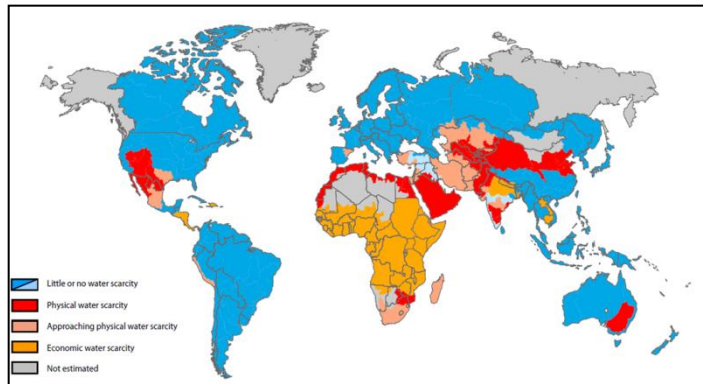 Little or no water scarcity
Physical water scarcity
Approaching physical water scarcity
Economic water scarcity
Not estimated